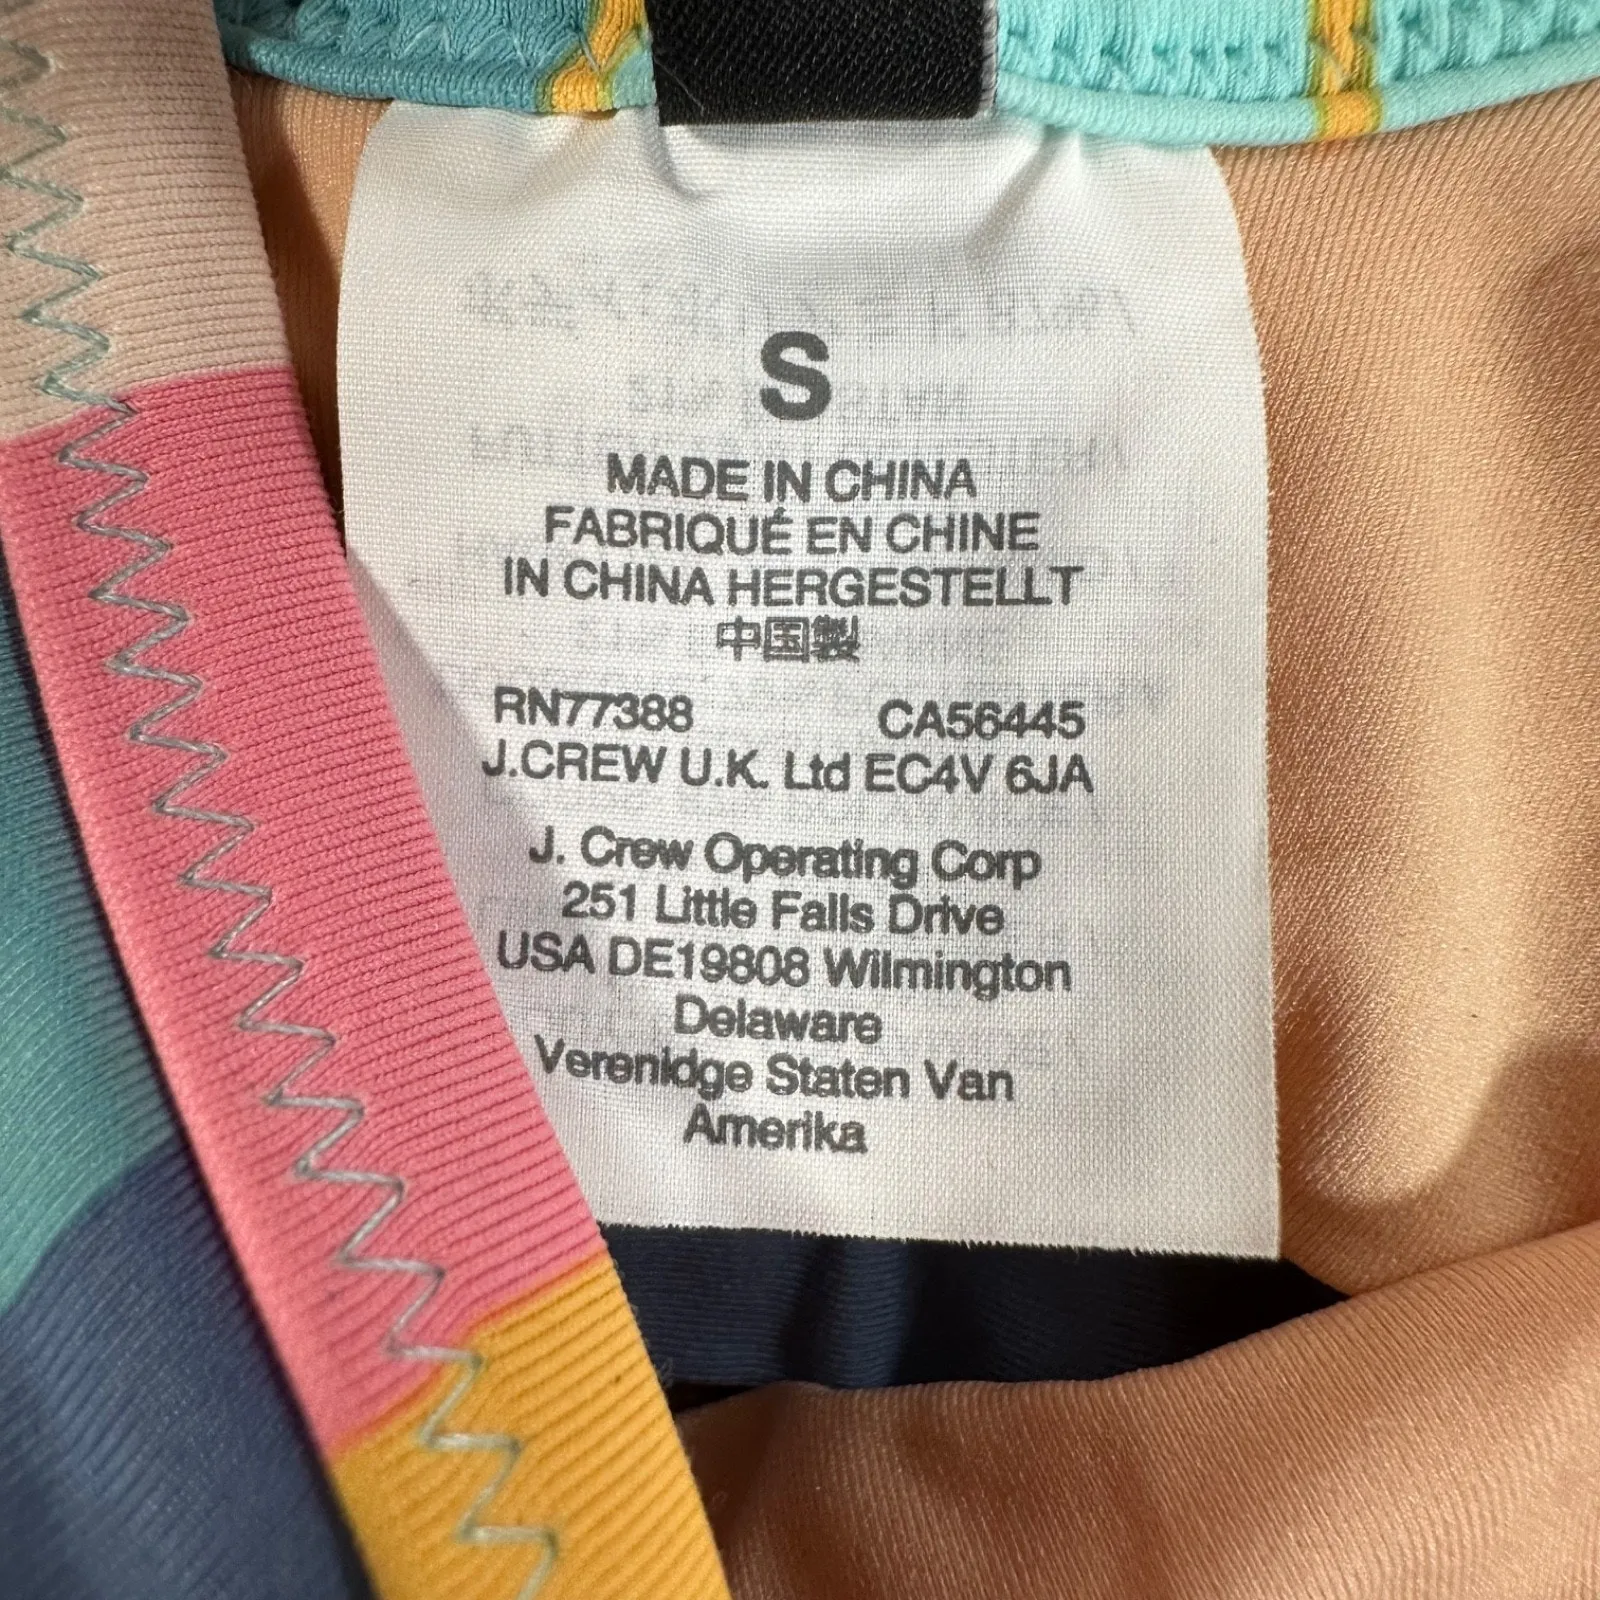 S
MADE IN CHINA
FABRIQUÉ EN CHINE
IN CHINA HERGESTELLT
中国製
RN77388 CA56445
J.CREW U.K. Ltd EC4V 6JA
J. Crew Operating Corp
251 Little Falls Drive
USA DE19808 Wilmington
Delaware
Verenidge Staten Van
Amerika